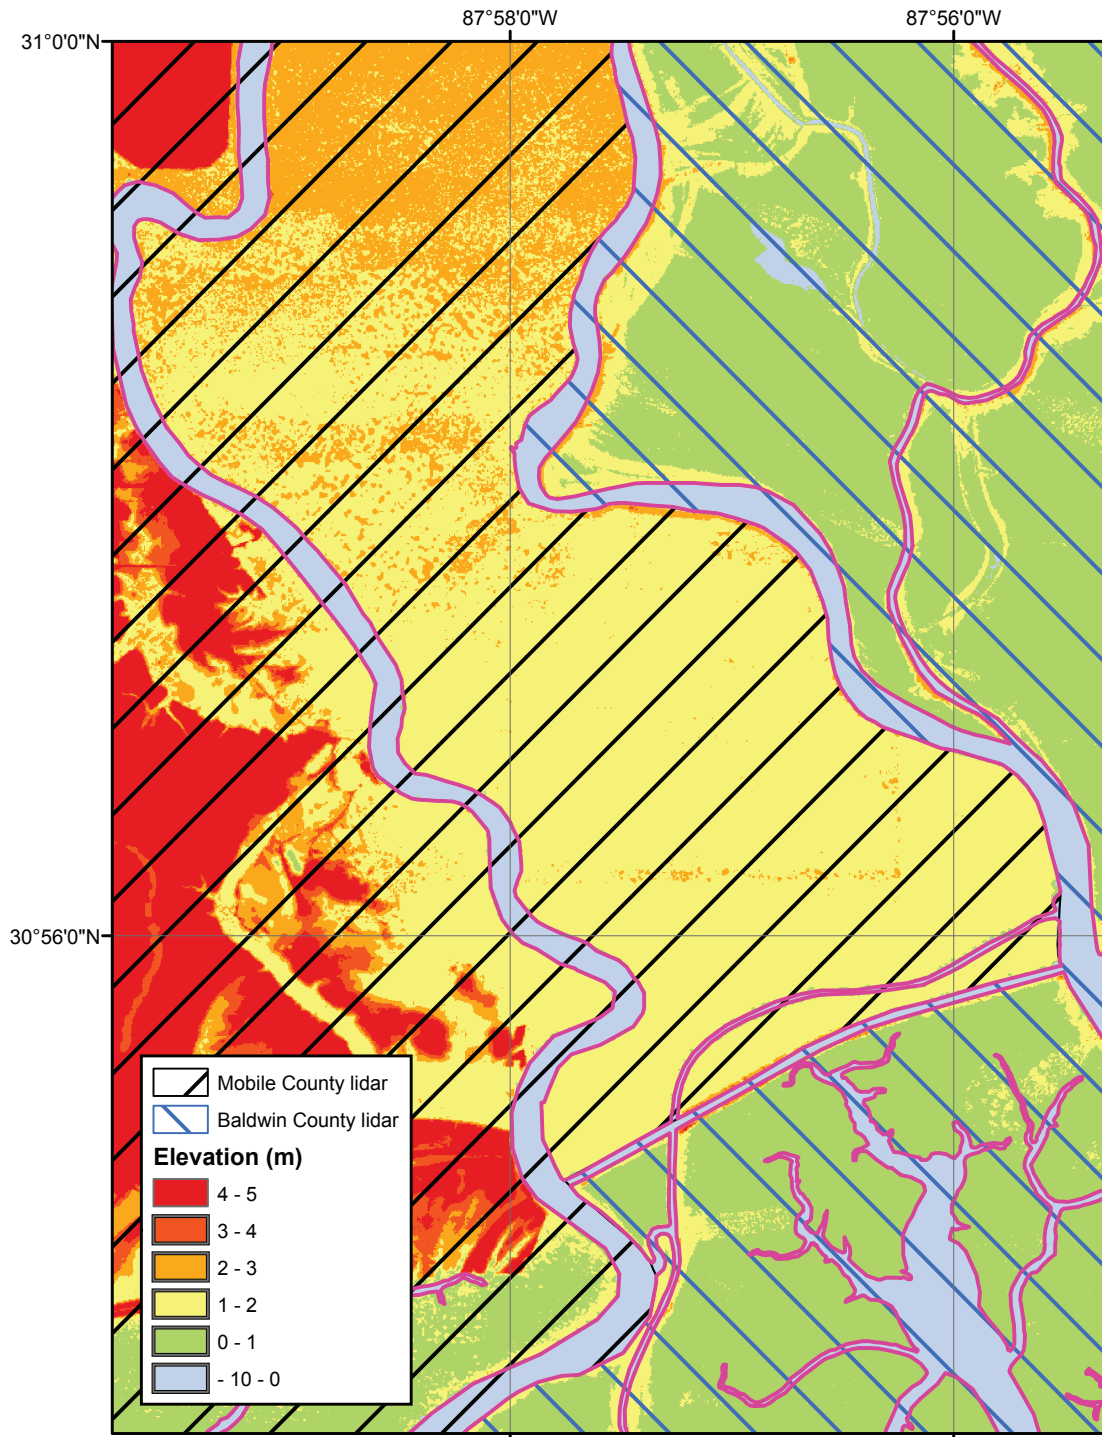 87°58'0"W
87°56'0"W
31°0'0"N
30°56'0"N
Mobile County lidar
Baldwin County lidar
Elevation (m)
4 - 5
3 - 4
2 - 3
1 - 2
0 - 1
- 10 - 0